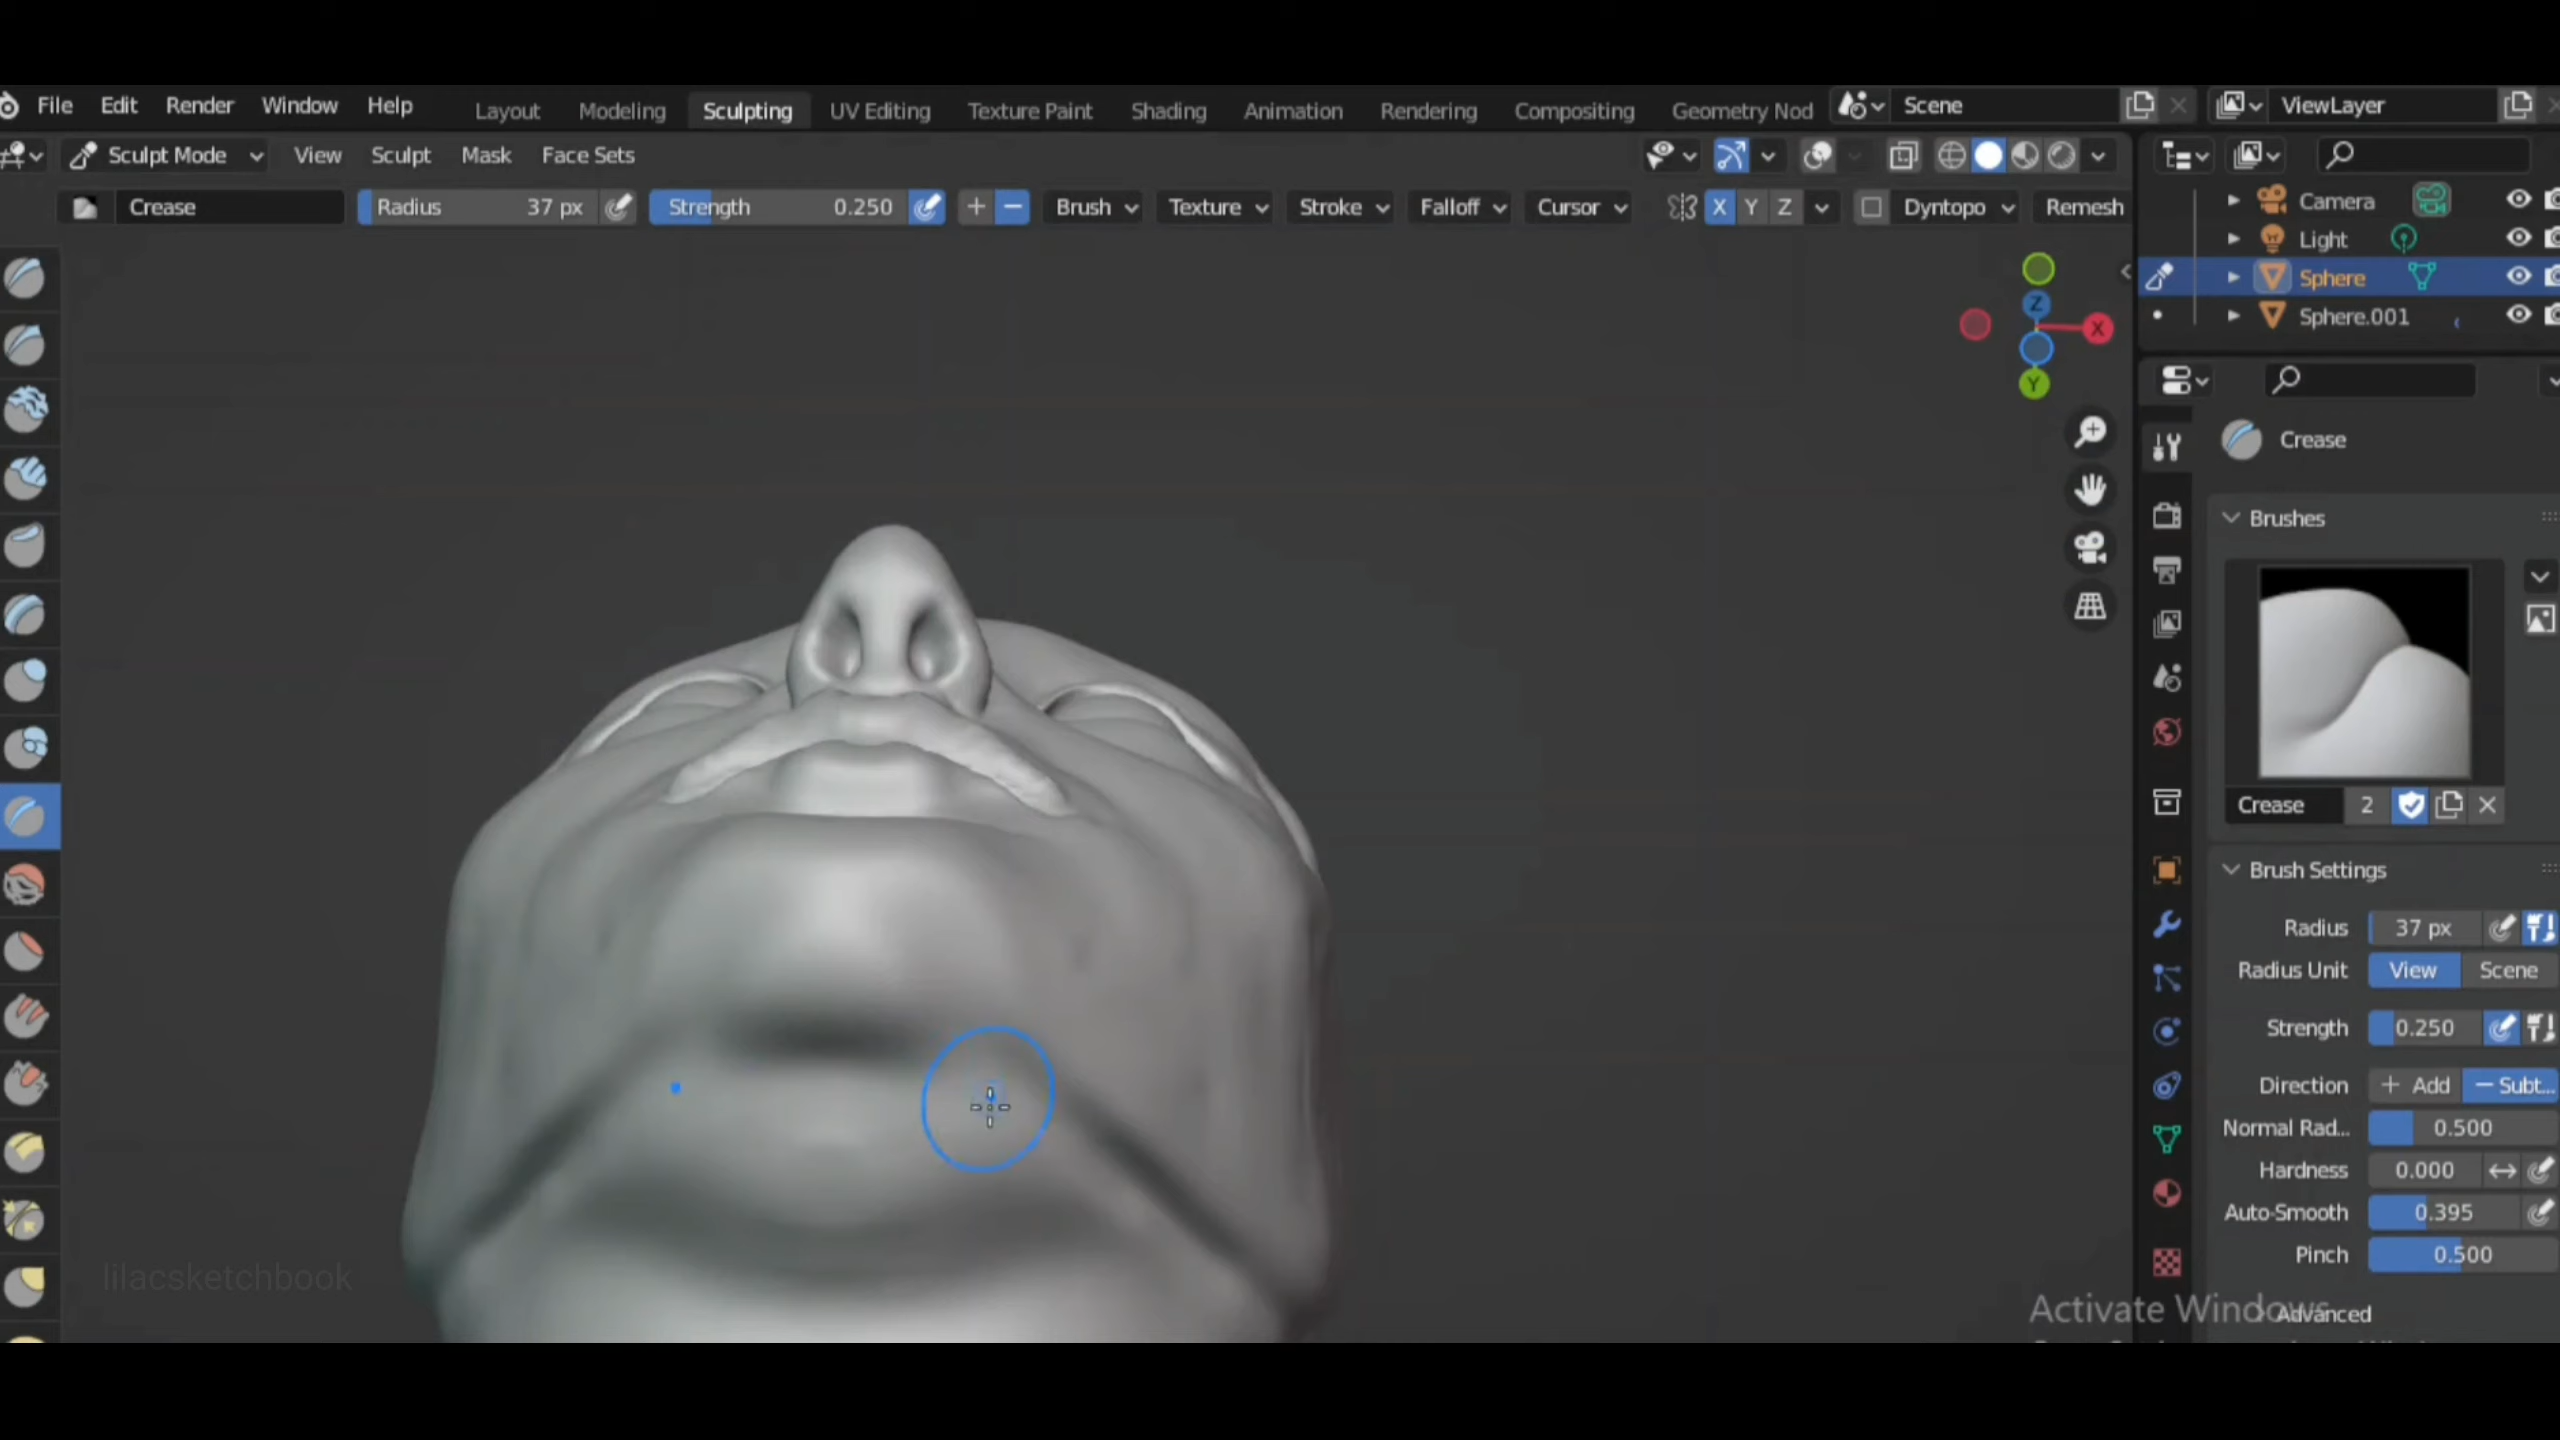 File Edit Render Window Help Layout Modeling Sculpting UV Editing Texture Paint Shading Animation Rendering Compositing Geometry Nod Scene ViewLayer
Sculpt Mode View Sculpt Mask Face Sets
Crease Radius 37 px Strength 0.250 + − Brush Texture Stroke Falloff Cursor X Y Z Dyntopo Remesh
Camera
Light
Sphere
Sphere.001
Z
X
Y
Crease
Brushes
Crease 2
Brush Settings
Radius 37 px
Radius Unit View Scene
Strength 0.250
Direction + Add − Subt...
Normal Rad... 0.500
Hardness 0.000
Auto-Smooth 0.395
Pinch 0.500
Advanced
lilacsketchbook
Activate Windows